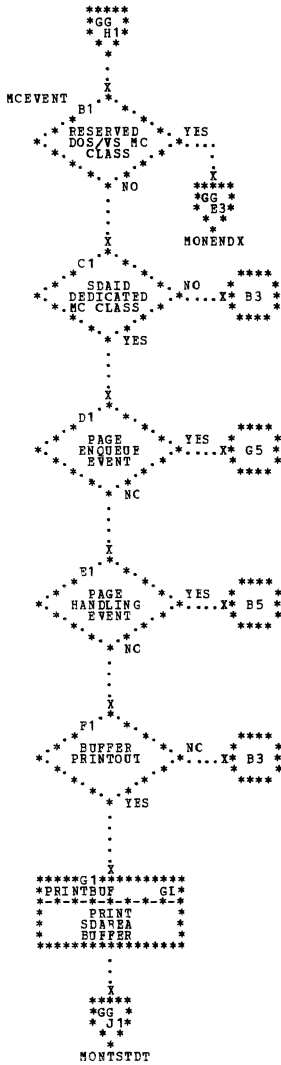 GG
H1
MCEVENT
B1
RESERVED
DOS/VS MC
CLASS
YES
NO
GG
E3
MONENDX
C1
SDAID
DEDICATED
MC CLASS
NO
B3
YES
D1
PAGE
ENQUEUE
EVENT
YES
G5
NC
E1
PAGE
HANDLING
EVENT
YES
B5
NC
F1
BUFFER
PRINTOUT
NC
B3
YES
G1
PRINTBUF GI
PRINT
SDAREA
BUFFER
GG
J1
MONTSTDT